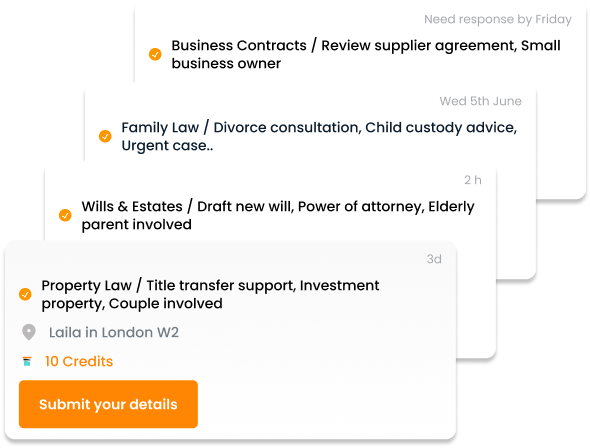 Need response by Friday
Business Contracts / Review supplier agreement, Small
business owner
Wed 5th June
Family Law / Divorce consultation, Child custody advice,
Urgent case..
2 h
Wills & Estates / Draft new will, Power of attorney, Elderly
parent involved
3d
Property Law / Title transfer support, Investment
property, Couple involved
Laila in London W2
10 Credits
Submit your details